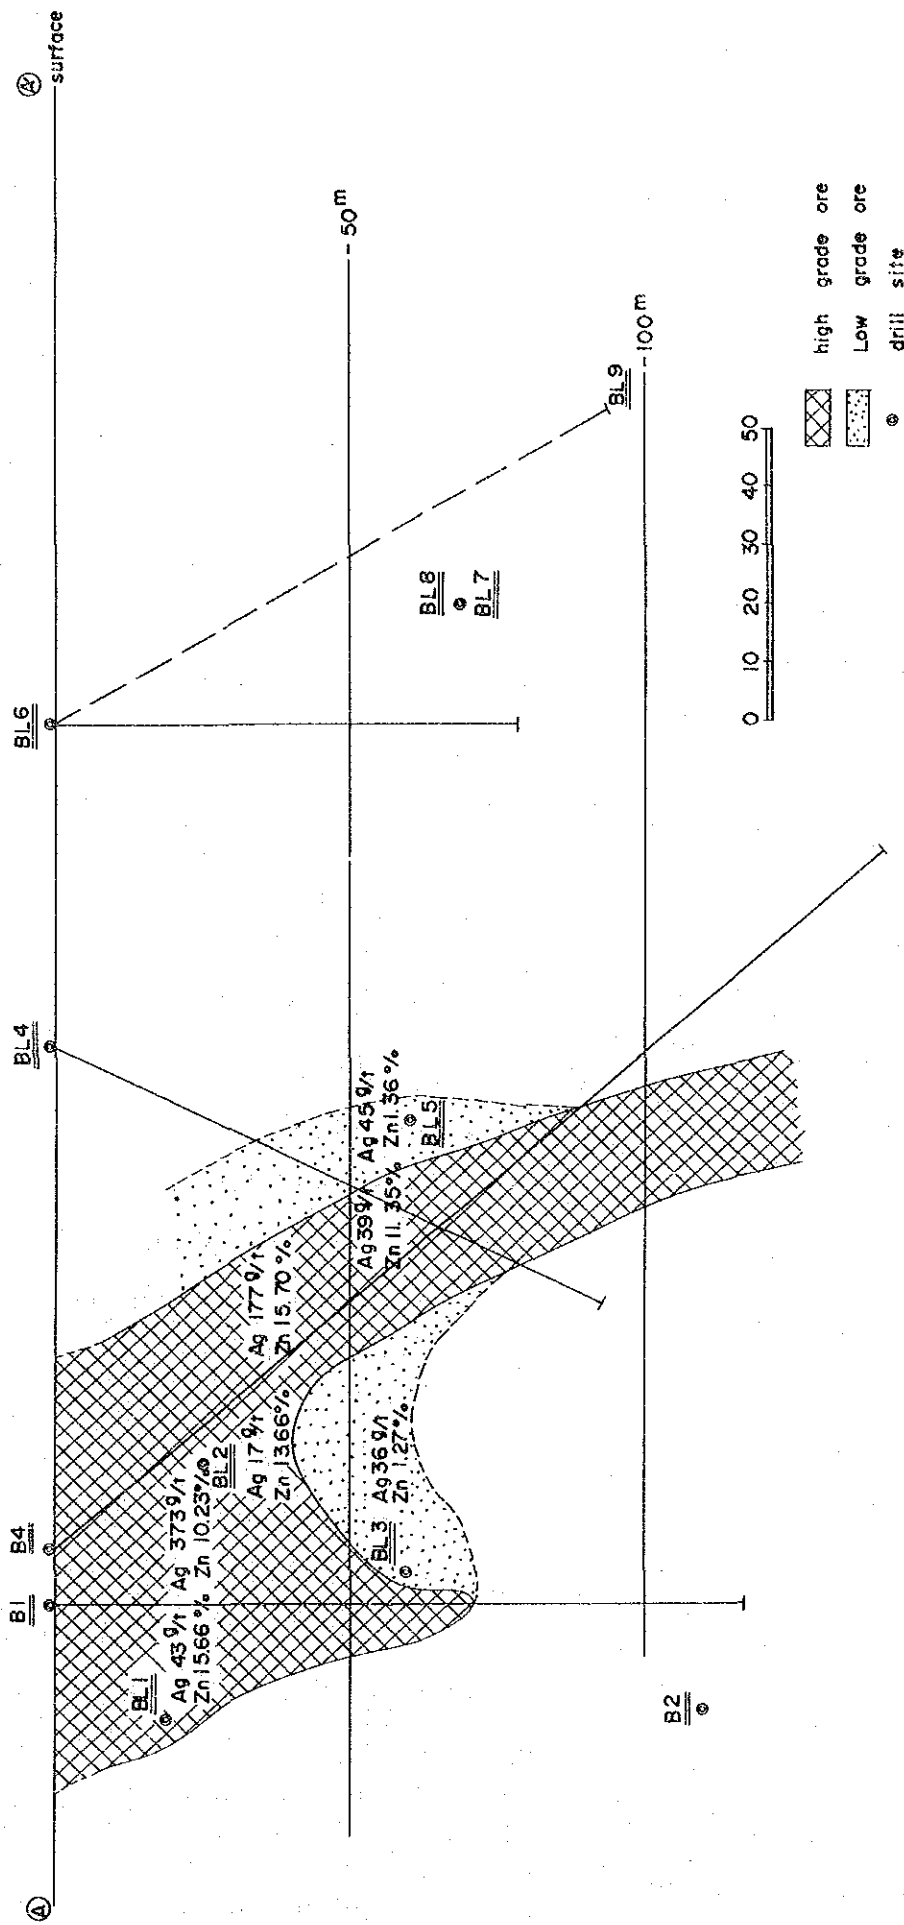 A
A'
surface
B1
B4
BL4
BL6
BL1
Ag 43 g/t Ag 373 g/t
Zn 15.66 % Zn 10.23 %
BL2
Ag 17 g/t Ag 177 g/t
Zn 13.66 % Zn 15.70 %
-50m
BL3
Ag 36 g/t
Zn 1.27 %
Ag 39 g/t Ag 45 g/t
Zn 11.35 % Zn 1.36 %
BL5
BL8
BL7
BL9
-100m
B2
0 10 20 30 40 50
high grade ore
Low grade ore
drill site